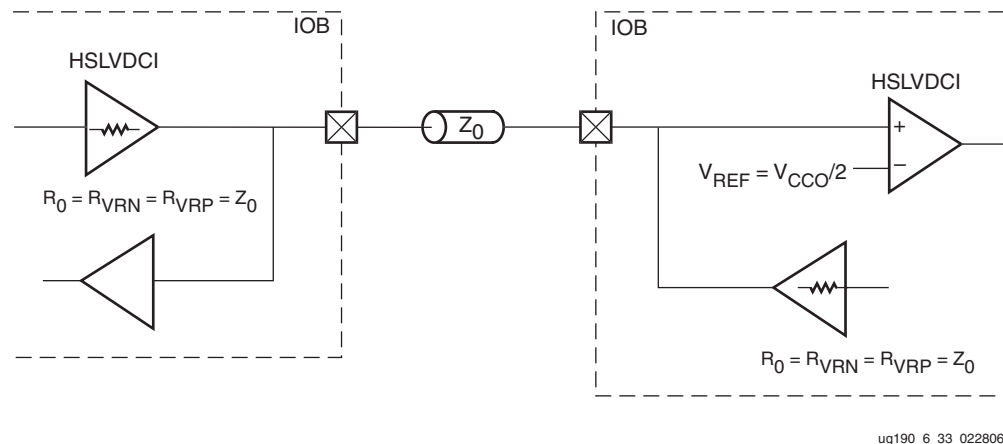 IOB
IOB
HSLVDCI
HSLVDCI
Z0
+
VREF = VCCO/2
–
R0 = RVRN = RVRP = Z0
R0 = RVRN = RVRP = Z0
ug190_6_33_022806